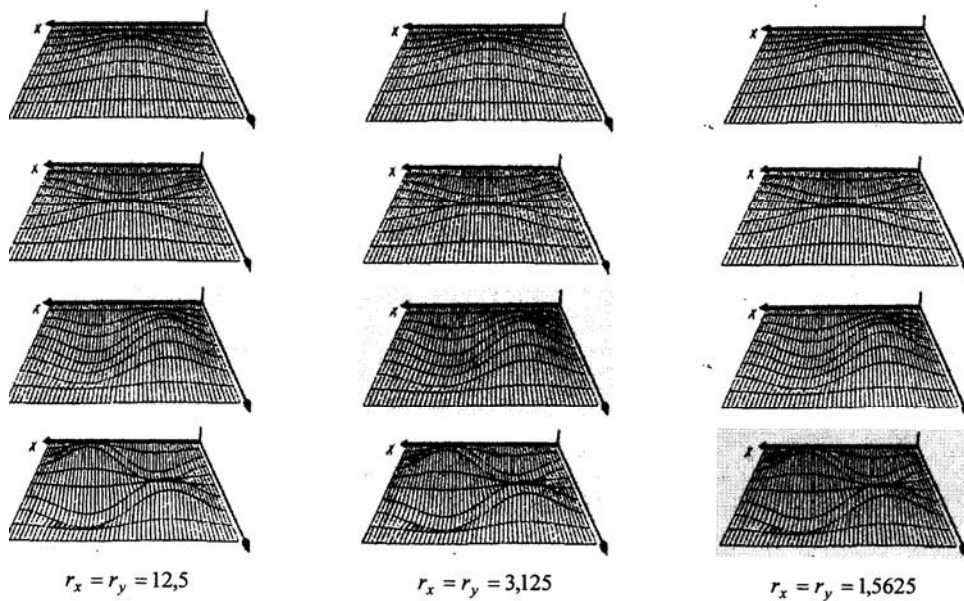 x x x
x x x
x x x
x x x
r_x = r_y = 12,5 r_x = r_y = 3,125 r_x = r_y = 1,5625